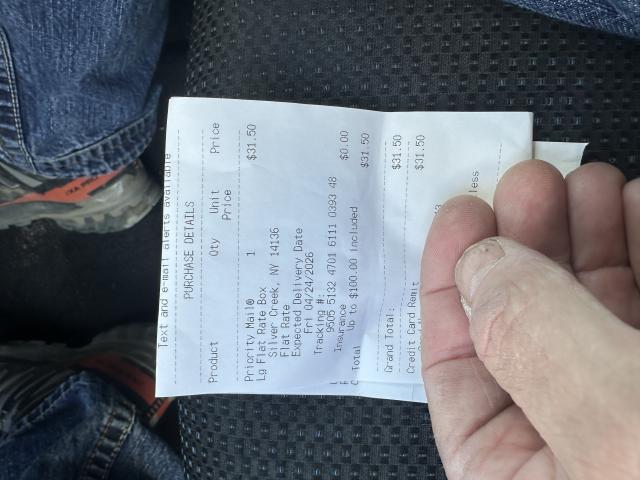 Text and e-mail alerts available
PURCHASE DETAILS
Product Qty Unit Price
Price
Priority Mail® 1 $31.50
Lg Flat Rate Box
Silver Creek, NY 14136
Flat Rate
Expected Delivery Date
Fri 04/24/2026
Tracking #:
9505 5132 4701 6111 0393 48
Insurance $0.00
Up to $100.00 included
Total $31.50
Grand Total: $31.50
Credit Card Remit $31.50
less